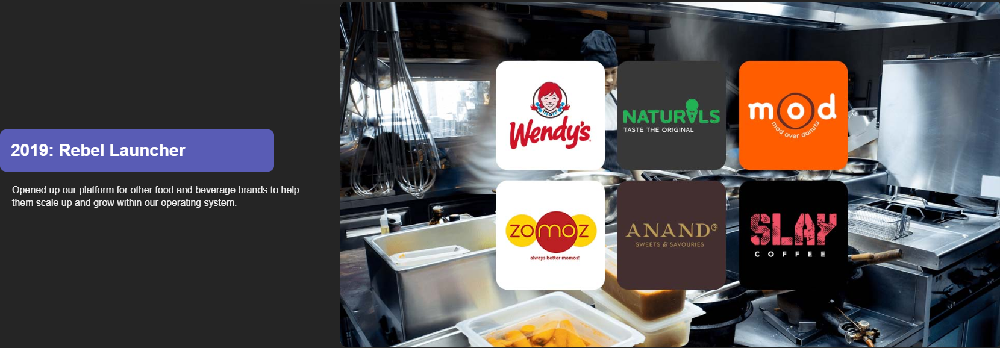 2019: Rebel Launcher
Opened up our platform for other food and beverage brands to help
them scale up and grow within our operating system.
Wendy's
NATURALS
TASTE THE ORIGINAL
mod
mad over donuts
ZOMOZ
always better momos!
ANAND
SWEETS & SAVOURIES
SLAY
COFFEE